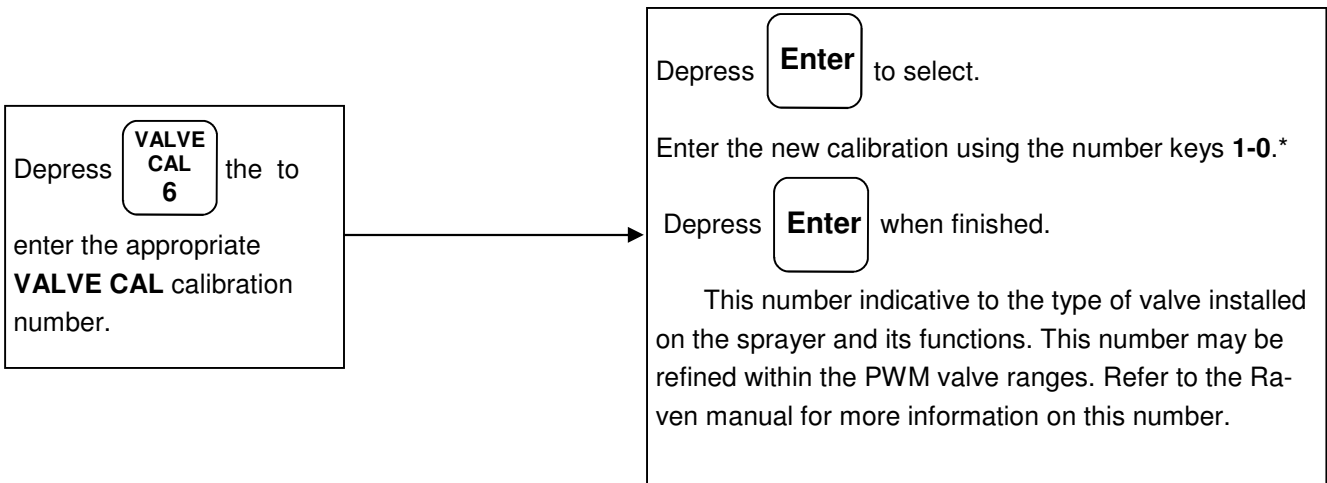 Depress VALVE CAL 6 the to
enter the appropriate
VALVE CAL calibration
number.
Depress Enter to select.
Enter the new calibration using the number keys 1-0.*
Depress Enter when finished.
This number indicative to the type of valve installed
on the sprayer and its functions. This number may be
refined within the PWM valve ranges. Refer to the Ra-
ven manual for more information on this number.